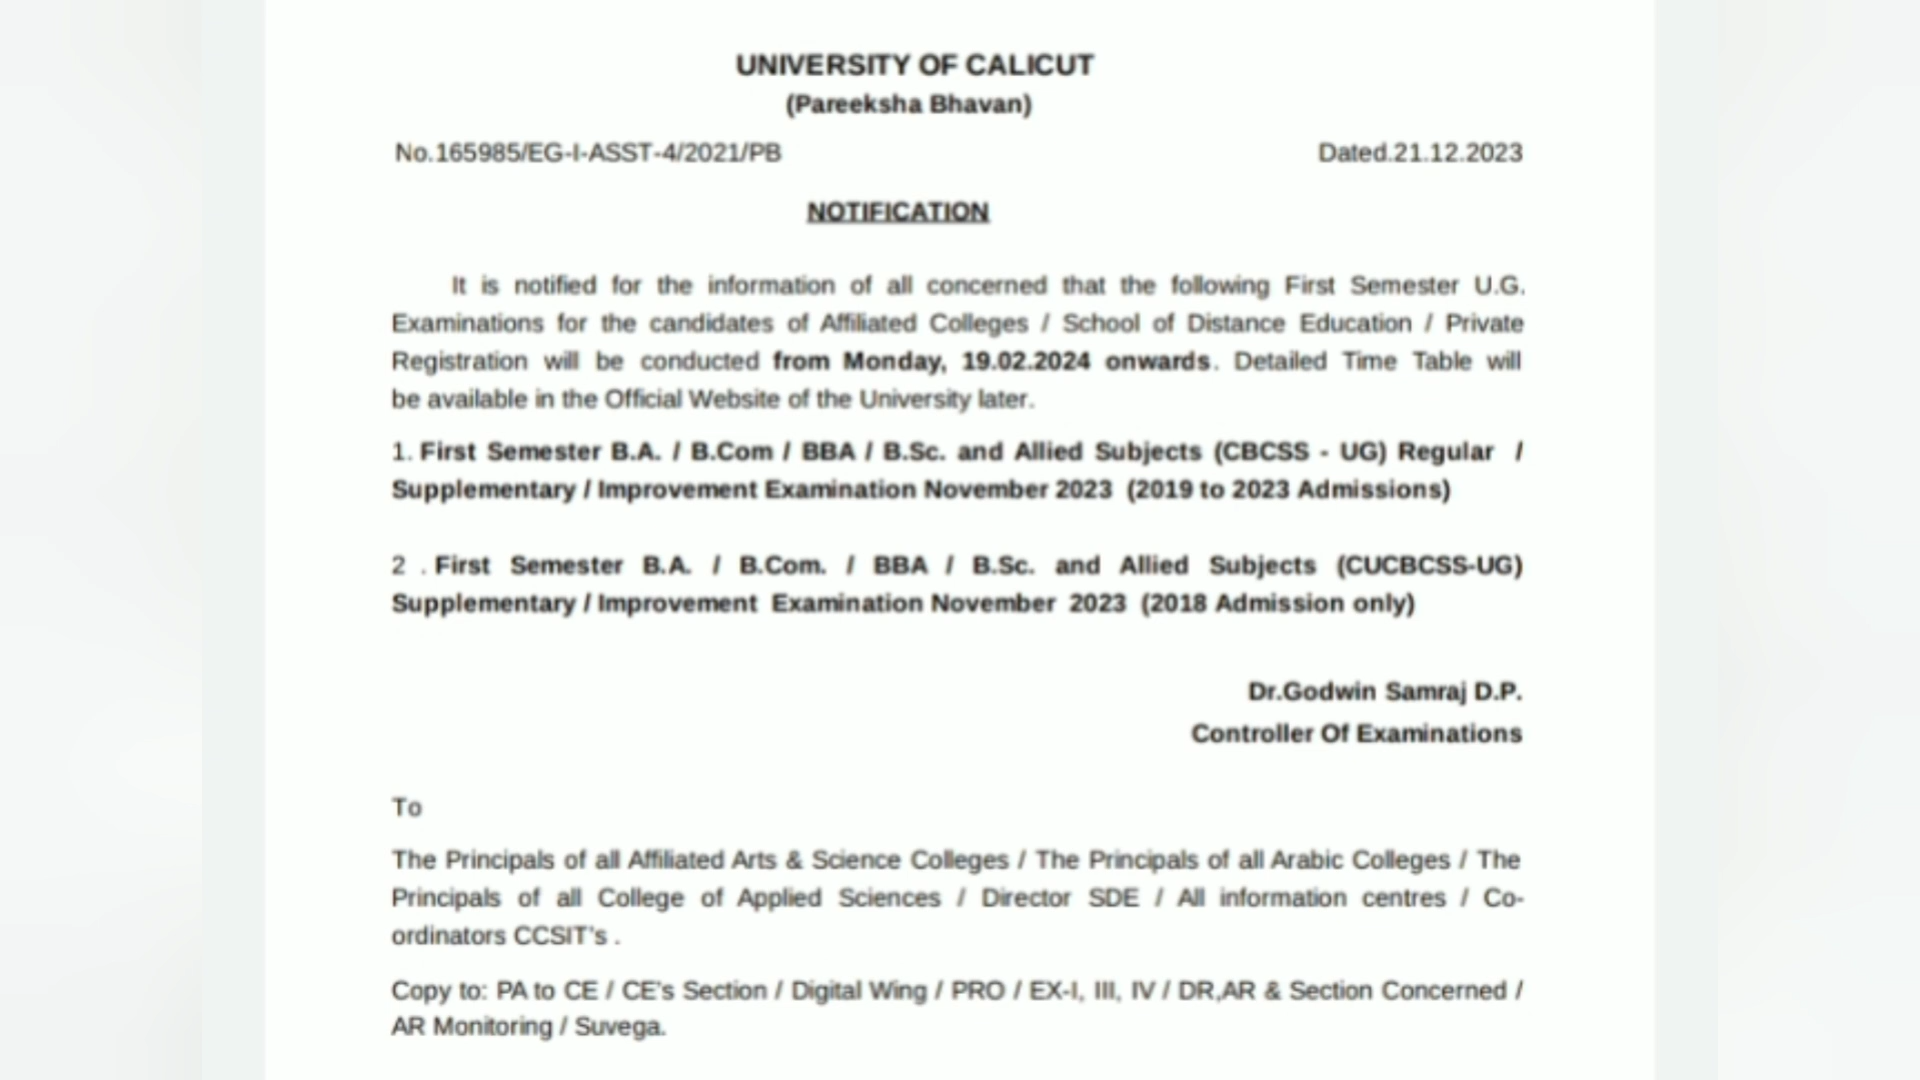 UNIVERSITY OF CALICUT
(Pareeksha Bhavan)
No.165985/EG-I-ASST-4/2021/PB Dated.21.12.2023
NOTIFICATION
It is notified for the information of all concerned that the following First Semester U.G.
Examinations for the candidates of Affiliated Colleges / School of Distance Education / Private
Registration will be conducted from Monday, 19.02.2024 onwards. Detailed Time Table will
be available in the Official Website of the University later.
1. First Semester B.A. / B.Com / BBA / B.Sc. and Allied Subjects (CBCSS - UG) Regular /
Supplementary / Improvement Examination November 2023 (2019 to 2023 Admissions)
2 . First Semester B.A. / B.Com. / BBA / B.Sc. and Allied Subjects (CUCBCSS-UG)
Supplementary / Improvement Examination November 2023 (2018 Admission only)
Dr.Godwin Samraj D.P.
Controller Of Examinations
To
The Principals of all Affiliated Arts & Science Colleges / The Principals of all Arabic Colleges / The
Principals of all College of Applied Sciences / Director SDE / All information centres / Co-
ordinators CCSIT's .
Copy to: PA to CE / CE's Section / Digital Wing / PRO / EX-I, III, IV / DR,AR & Section Concerned /
AR Monitoring / Suvega.